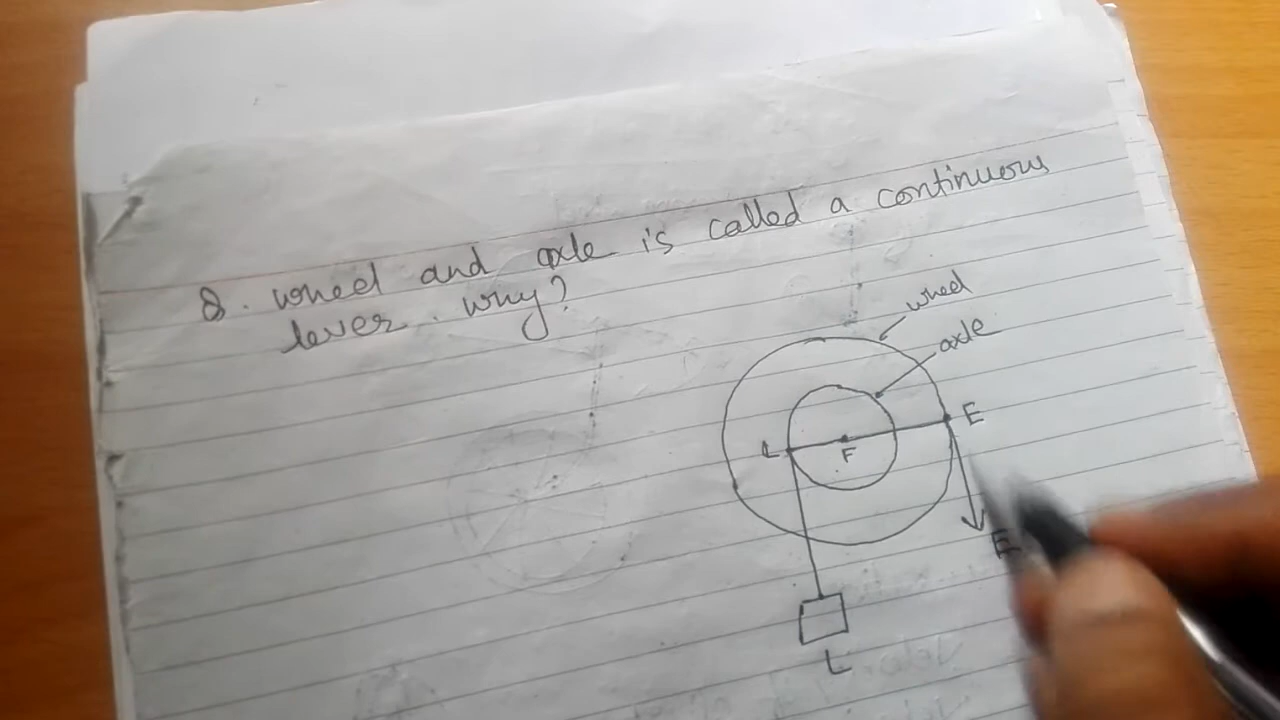 Q. wheel and axle is called a continuous
lever. why?
wheel
axle
E
L
F
E
L